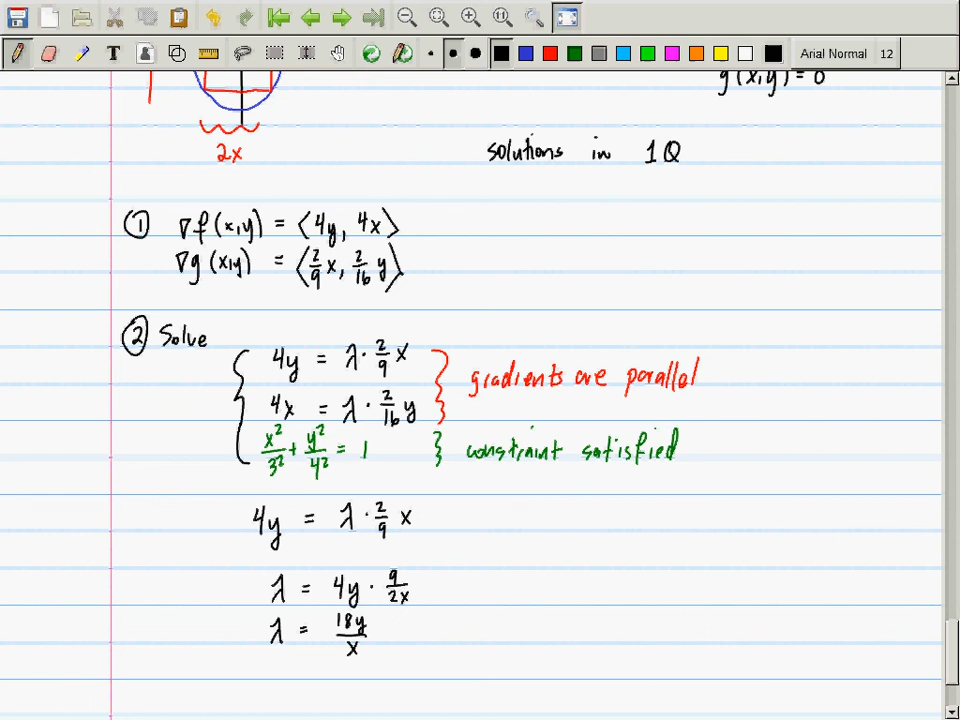 T
Arial Normal 12
g(x,y) = 0
2x
solutions in 1Q
① ∇f(x,y) = ⟨4y, 4x⟩
∇g(x,y) = ⟨2/9 x, 2/16 y⟩
② Solve
4y = λ · 2/9 x
gradients are parallel
4x = λ · 2/16 y
x²/3² + y²/4² = 1 } constraint satisfied
4y = λ · 2/9 x
λ = 4y · 9/2x
λ = 18y/x